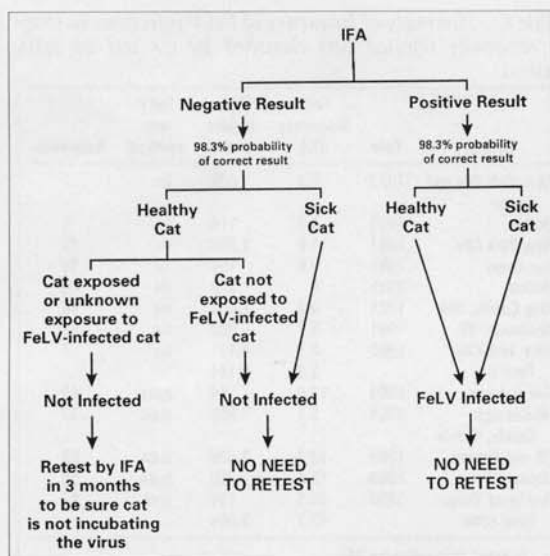 IFA
Negative Result
Positive Result
98.3% probability
of correct result
98.3% probability
of correct result
Healthy
Cat
Sick
Cat
Healthy
Cat
Sick
Cat
Cat exposed
or unknown
exposure to
FeLV-infected cat
Cat not
exposed to
FeLV-infected
cat
Not Infected
Not Infected
FeLV Infected
Retest by IFA
in 3 months
to be sure cat
is not incubating
the virus
NO NEED
TO RETEST
NO NEED
TO RETEST